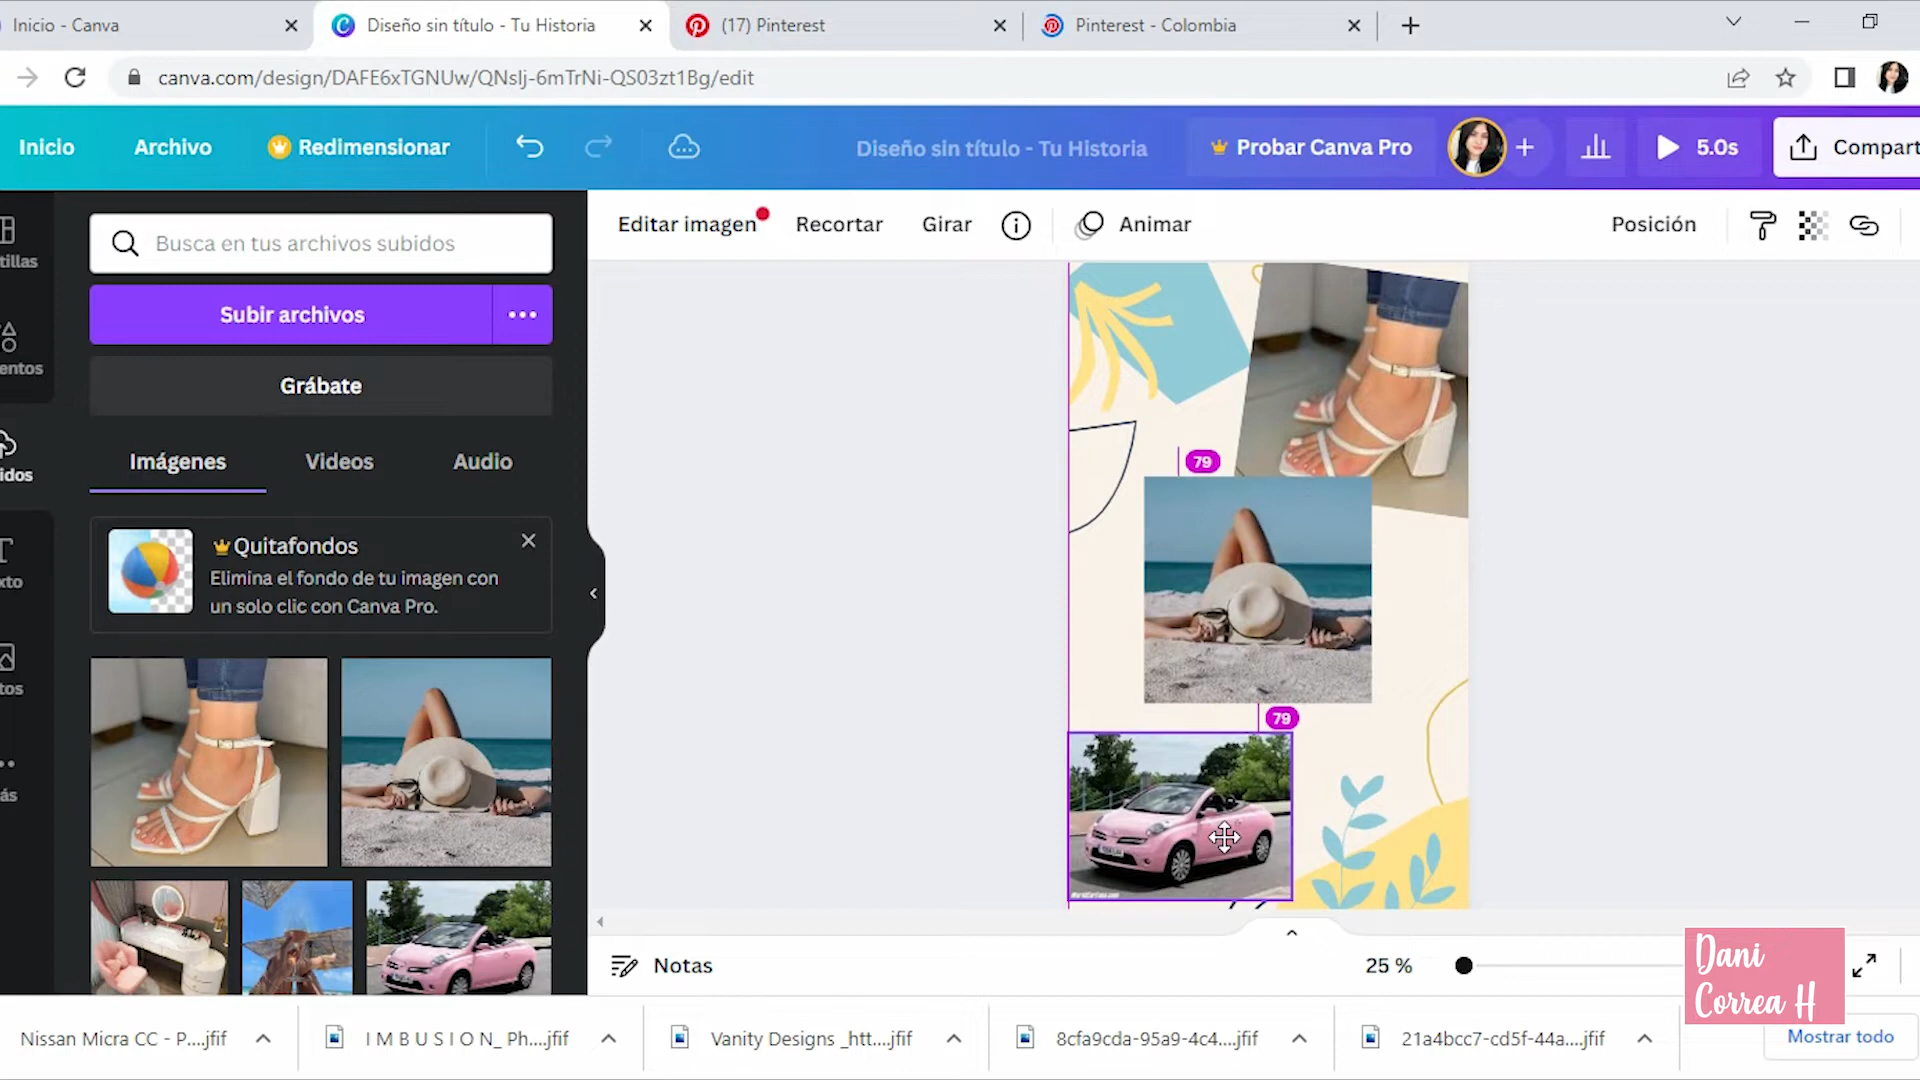 Inicio - Canva
Diseño sin título - Tu Historia
(17) Pinterest
Pinterest - Colombia
canva.com/design/DAFE6xTGNUw/QNsIj-6mTrNi-QS03zt1Bg/edit
Inicio
Archivo
Redimensionar
Diseño sin título - Tu Historia
Probar Canva Pro
5.0s
Compart
tillas
entos
idos
xto
tos
ás
Busca en tus archivos subidos
Subir archivos
Grábate
Imágenes
Videos
Audio
Quitafondos
Elimina el fondo de tu imagen con
un solo clic con Canva Pro.
Editar imagen
Recortar
Girar
Animar
Posición
79
79
Notas
25 %
Dani
Correa H
Nissan Micra CC - P....jfif
I M B U S I O N_ Ph....jfif
Vanity Designs _htt....jfif
8cfa9cda-95a9-4c4....jfif
21a4bcc7-cd5f-44a....jfif
Mostrar todo